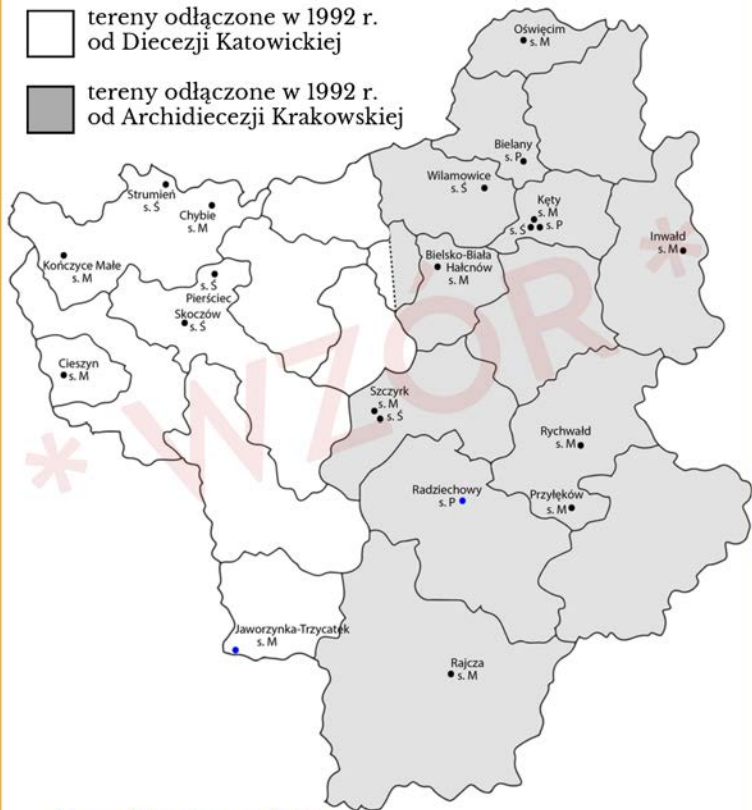 tereny odłączone w 1992 r.
od Diecezji Katowickiej
tereny odłączone w 1992 r.
od Archidiecezji Krakowskiej
Oświęcim
s. M
Bielany
s. P
Wilamowice
s. Ś
Kęty
s. M
s. Ś
s. P
Inwałd
s. M
Strumień
s. Ś
Chybie
s. M
Kończyce Małe
s. M
s. Ś
Pierściec
Skoczów
s. Ś
Bielsko-Biała
Hałcnów
s. M
Cieszyn
s. M
Szczyrk
s. M
s. Ś
Rychwałd
s. M
Radziechowy
s. P
Przyłęków
s. M
Jaworzynka-Trzycatek
s. M
Rajcza
s. M
* WZÓR *